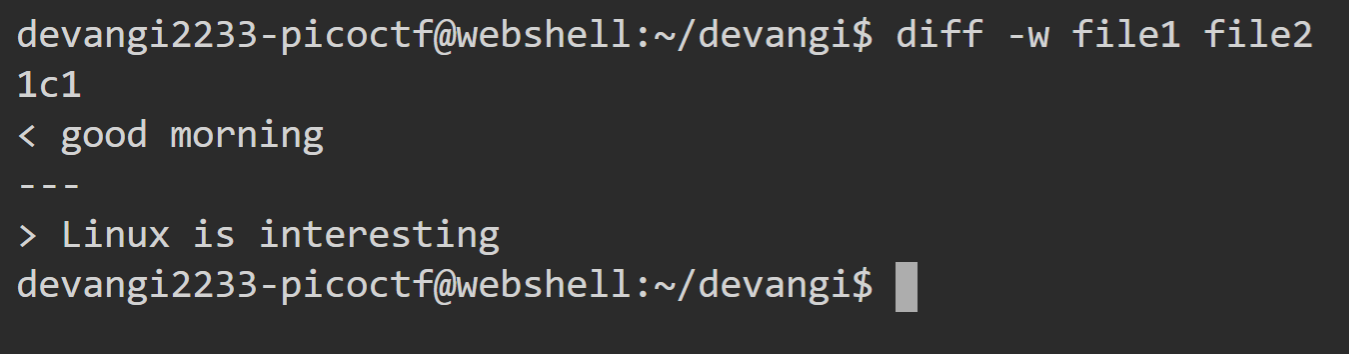 devangi2233-picoctf@webshell:~/devangi$ diff -w file1 file2
1c1
< good morning
---
> Linux is interesting
devangi2233-picoctf@webshell:~/devangi$